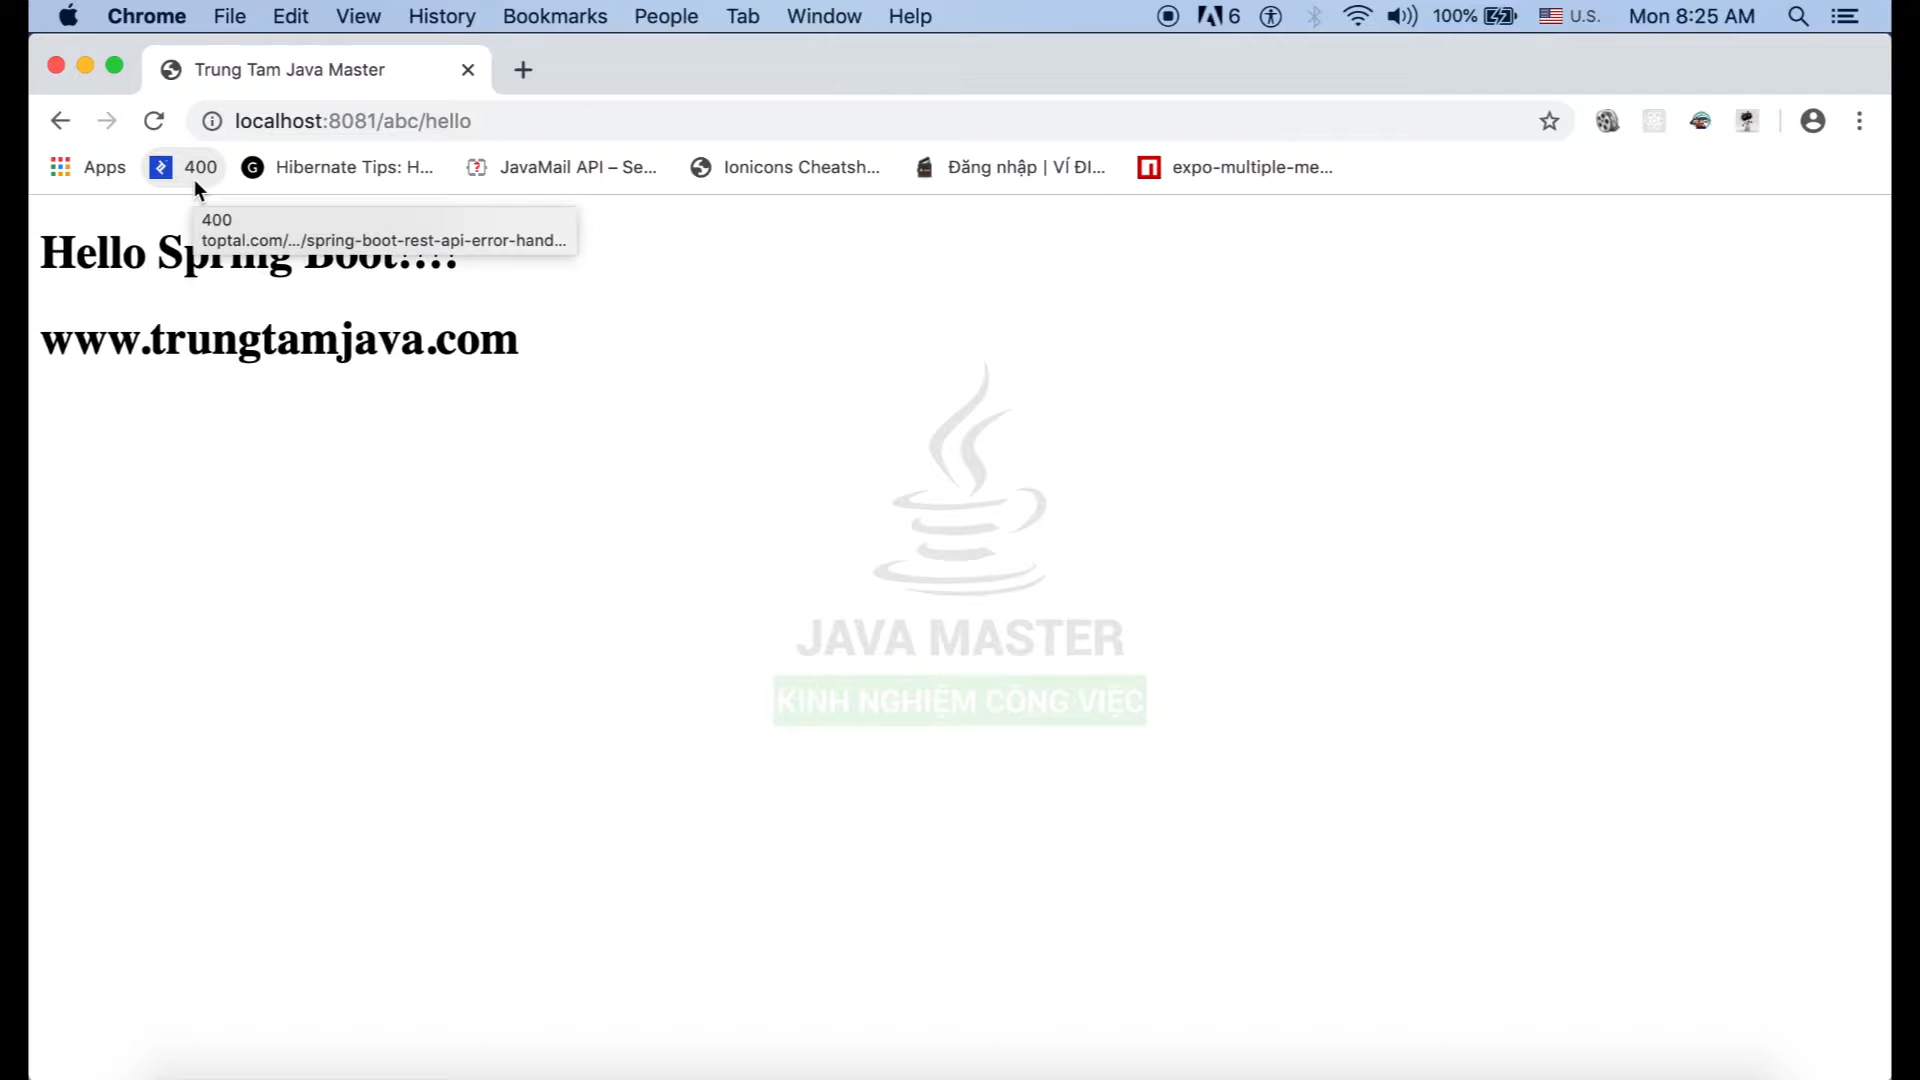 Chrome File Edit View History Bookmarks People Tab Window Help 6 100% U.S. Mon 8:25 AM
Trung Tam Java Master
localhost:8081/abc/hello
Apps 400 Hibernate Tips: H... JavaMail API – Se... Ionicons Cheatsh... Đăng nhập | VÍ ĐI... expo-multiple-me...
400
toptal.com/.../spring-boot-rest-api-error-hand...
Hello Spring Boot!!!!
www.trungtamjava.com
JAVA MASTER
KINH NGHIỆM CÔNG VIỆC